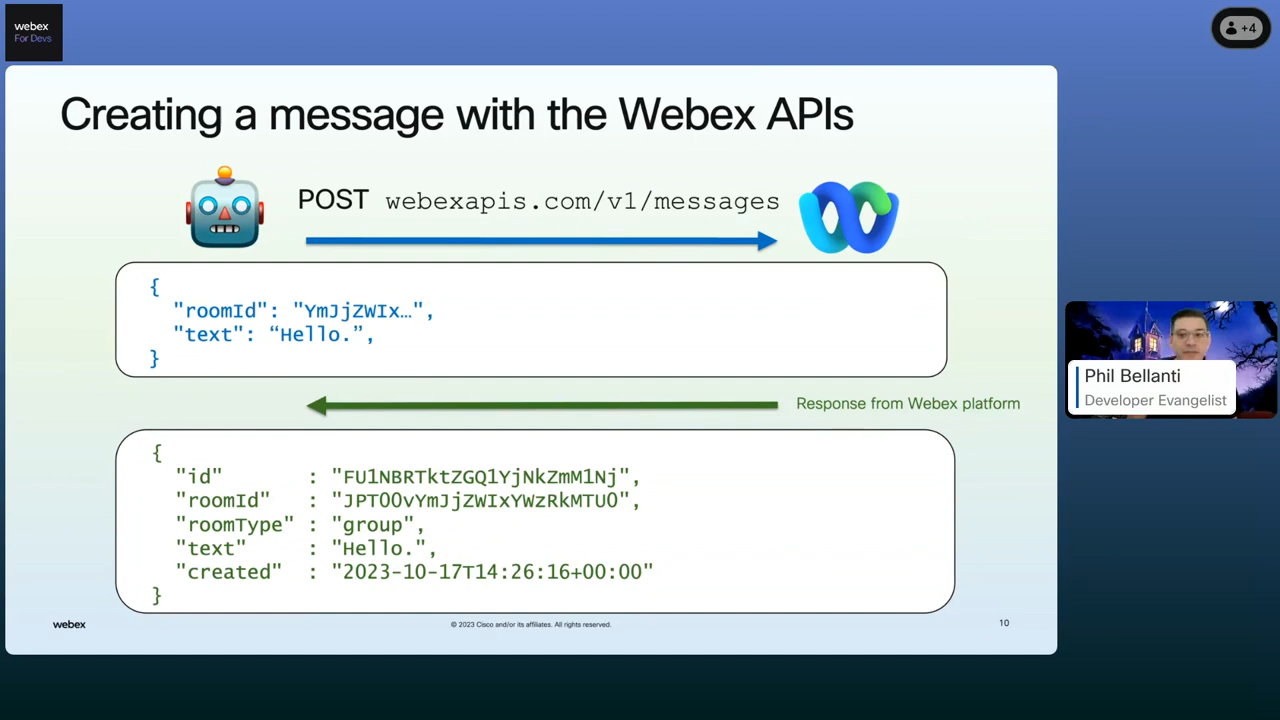 webex
For Devs
+4
Creating a message with the Webex APIs
POST webexapis.com/v1/messages
{
"roomId": "YmJjZWIx…",
"text": “Hello.”,
}
Response from Webex platform
{
"id" : "FU1NBRTktZGQ1YjNkZmM1Nj",
"roomId" : "JPT00vYmJjZWIxYWzRkMTU0",
"roomType" : "group",
"text" : "Hello.",
"created" : "2023-10-17T14:26:16+00:00"
}
webex
© 2023 Cisco and/or its affiliates. All rights reserved.
10
Phil Bellanti
Developer Evangelist